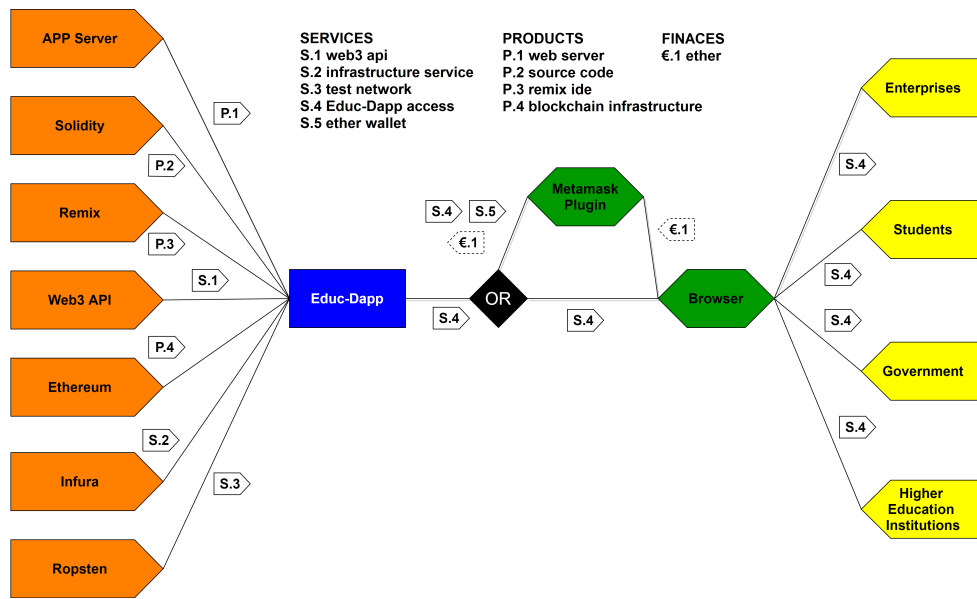 APP Server
Solidity
Remix
Web3 API
Ethereum
Infura
Ropsten
P.1
P.2
P.3
S.1
P.4
S.2
S.3
SERVICES
S.1 web3 api
S.2 infrastructure service
S.3 test network
S.4 Educ-Dapp access
S.5 ether wallet
PRODUCTS
P.1 web server
P.2 source code
P.3 remix ide
P.4 blockchain infrastructure
FINACES
€.1 ether
Educ-Dapp
S.4
OR
S.4
S.5
€.1
Metamask
Plugin
€.1
S.4
Browser
S.4
S.4
S.4
S.4
Enterprises
Students
Government
Higher
Education
Institutions